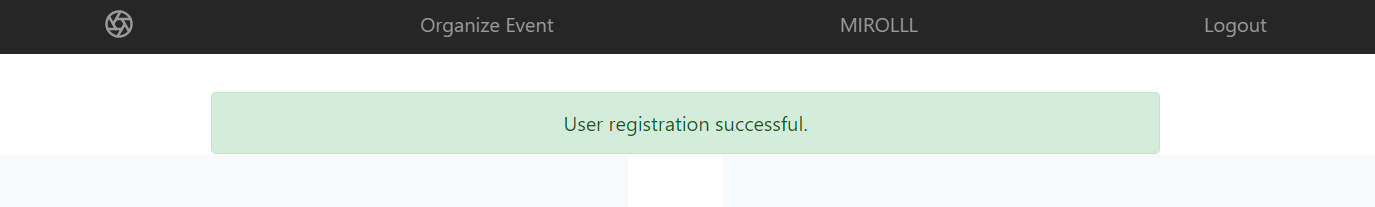 Organize Event MIROLLL Logout
User registration successful.